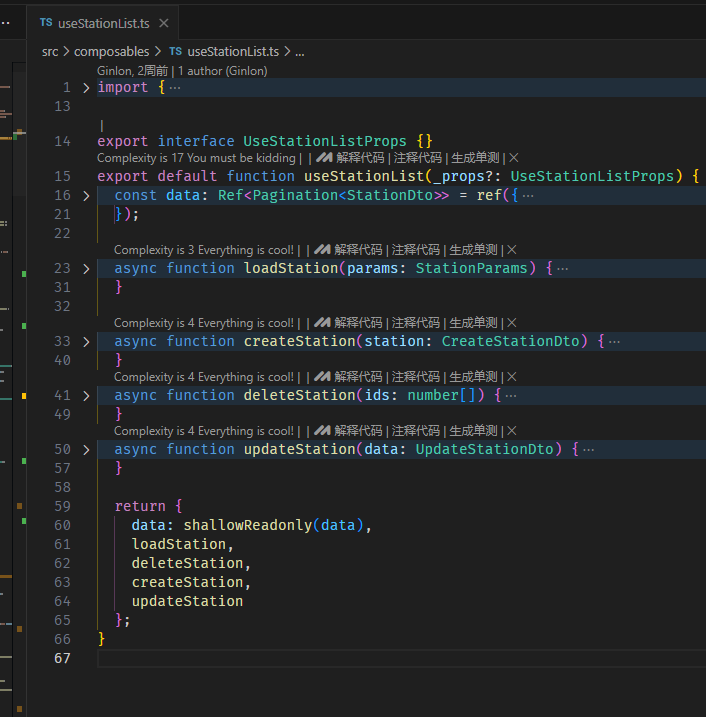 TS useStationList.ts ×
src > composables > TS useStationList.ts > ...
Ginlon, 2周前 | 1 author (Ginlon)
1 import { ···
13
|
14 export interface UseStationListProps {}
Complexity is 17 You must be kidding | | 解释代码 | 注释代码 | 生成单测 | ×
15 export default function useStationList(_props?: UseStationListProps) {
16 const data: Ref<Pagination<StationDto>> = ref({ ···
21 });
22
Complexity is 3 Everything is cool! | | 解释代码 | 注释代码 | 生成单测 | ×
23 async function loadStation(params: StationParams) { ···
31 }
32
Complexity is 4 Everything is cool! | | 解释代码 | 注释代码 | 生成单测 | ×
33 async function createStation(station: CreateStationDto) { ···
40 }
Complexity is 4 Everything is cool! | | 解释代码 | 注释代码 | 生成单测 | ×
41 async function deleteStation(ids: number[]) { ···
49 }
Complexity is 4 Everything is cool! | | 解释代码 | 注释代码 | 生成单测 | ×
50 async function updateStation(data: UpdateStationDto) { ···
57 }
58
59 return {
60 data: shallowReadonly(data),
61 loadStation,
62 deleteStation,
63 createStation,
64 updateStation
65 };
66 }
67